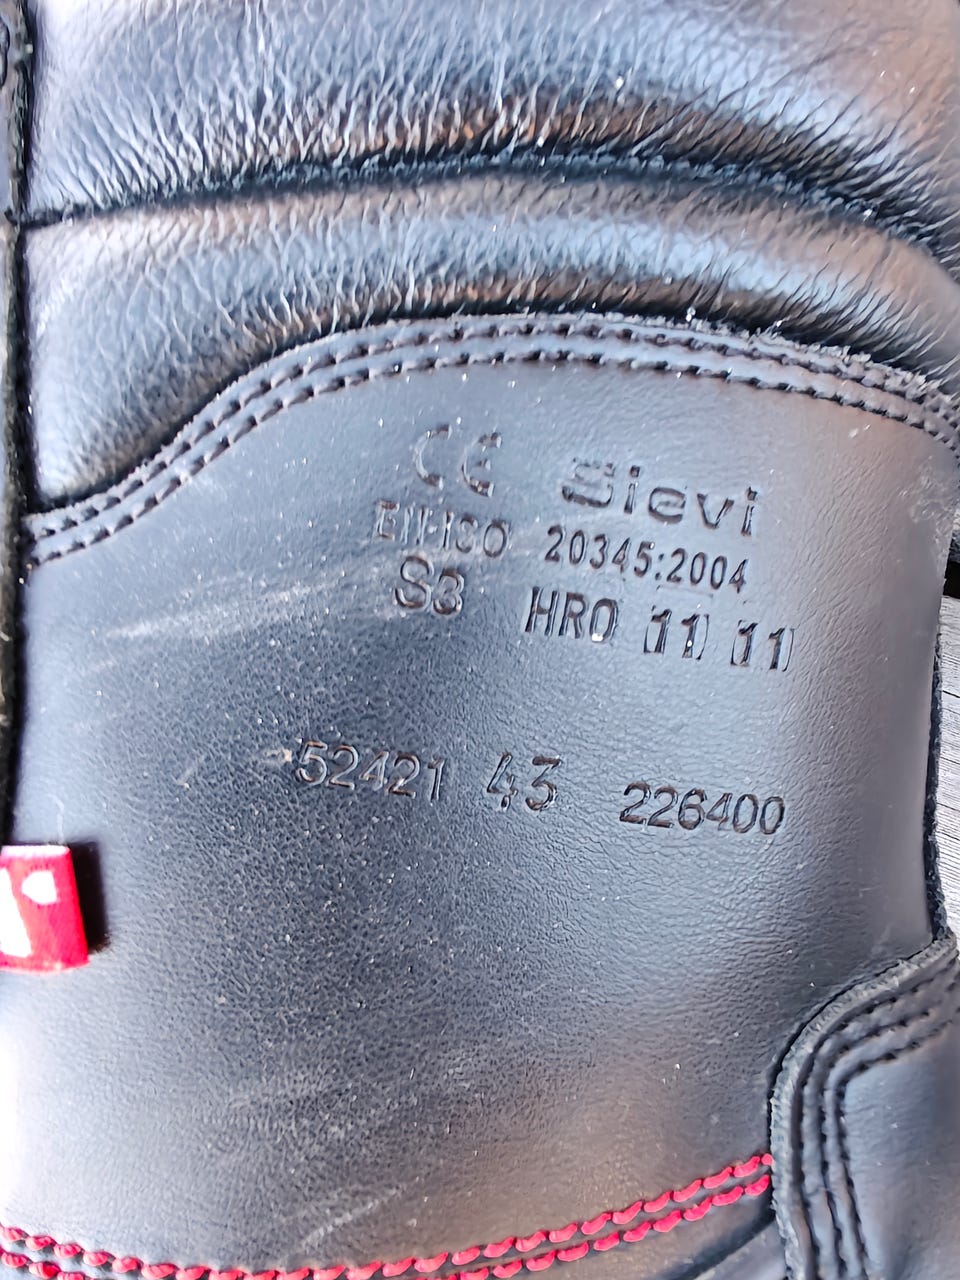 CE Sievi
EN-ISO 20345:2004
S3 HRO 11 11
52421 43 226400